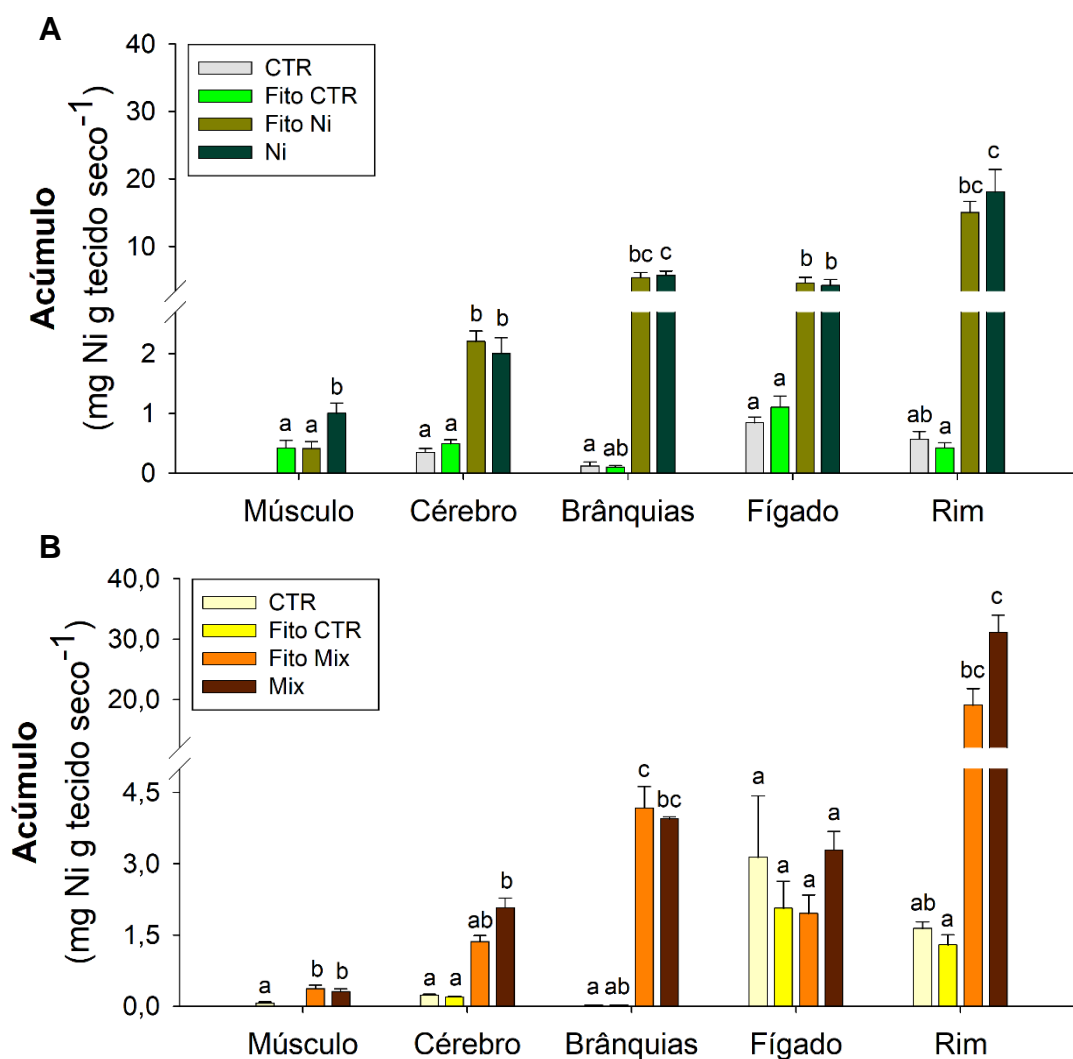 A
Acúmulo
(mg Ni g tecido seco⁻¹)
40
30
20
10
2
1
0
CTR
Fito CTR
Fito Ni
Ni
a a b
a a b b
a ab bc c
a a b b
ab a bc c
Músculo Cérebro Brânquias Fígado Rim
B
Acúmulo
(mg Ni g tecido seco⁻¹)
40,0
30,0
20,0
4,5
3,0
1,5
0,0
CTR
Fito CTR
Fito Mix
Mix
a b b
a a ab b
a ab c bc
a a a a
ab a bc c
Músculo Cérebro Brânquias Fígado Rim